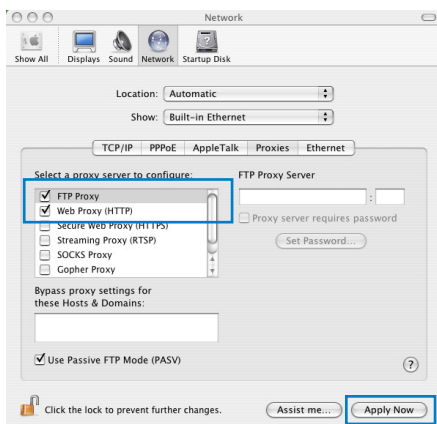 Network
Show All Displays Sound Network Startup Disk
Location: Automatic
Show: Built-in Ethernet
TCP/IP PPPoE AppleTalk Proxies Ethernet
Select a proxy server to configure: FTP Proxy Server
FTP Proxy
:
Web Proxy (HTTP)
Proxy server requires password
Secure Web Proxy (HTTPS)
Streaming Proxy (RTSP)
Set Password...
SOCKS Proxy
Gopher Proxy
Bypass proxy settings for
these Hosts & Domains:
Use Passive FTP Mode (PASV)
?
Click the lock to prevent further changes.
Assist me...
Apply Now